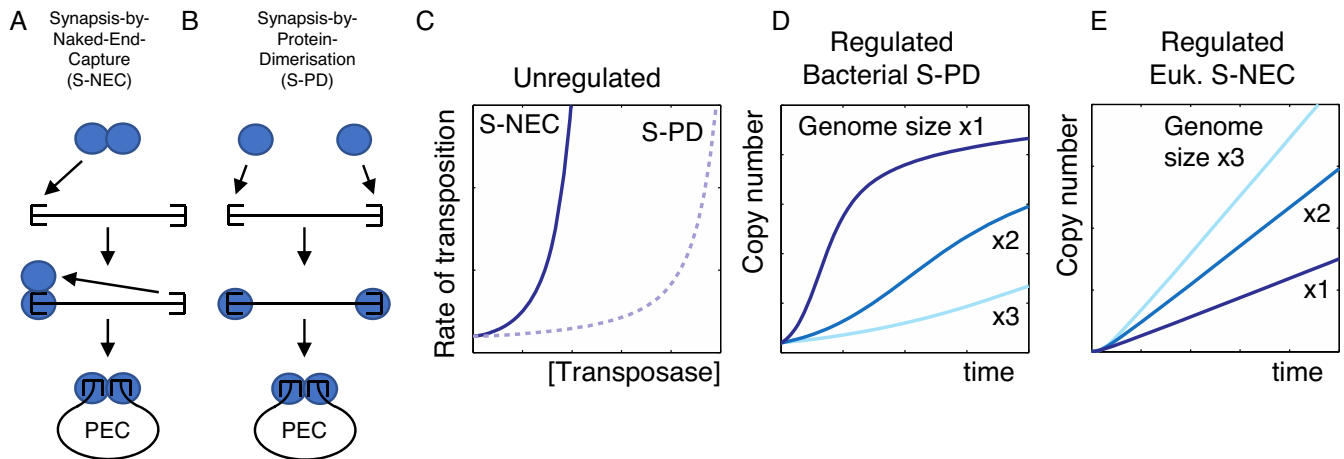 A
Synapsis-by-
Naked-End-
Capture
(S-NEC)
PEC
B
Synapsis-by-
Protein-
Dimerisation
(S-PD)
PEC
C
Unregulated
S-NEC
S-PD
Rate of transposition
[Transposase]
D
Regulated
Bacterial S-PD
Genome size x1
x2
x3
Copy number
time
E
Regulated
Euk. S-NEC
Genome
size x3
x2
x1
Copy number
time